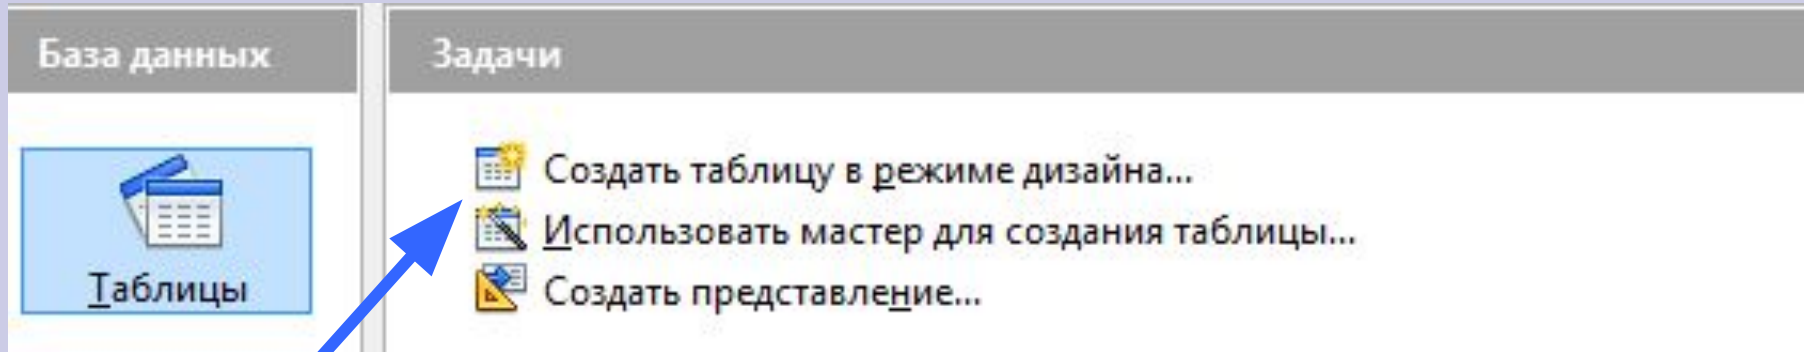 База данных
Задачи
Таблицы
Создать таблицу в режиме дизайна...
Использовать мастер для создания таблицы...
Создать представление...